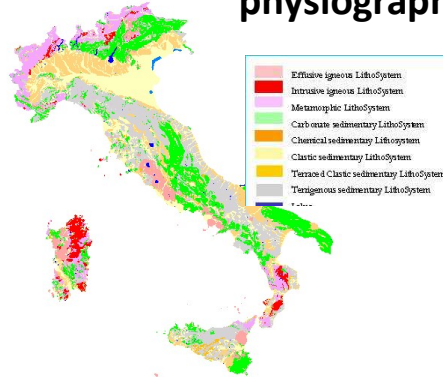 physiograph
Effusive igneous LithoSystem
Intrusive igneous LithoSystem
Metamorphic LithoSystem
Carbonate sedimentary LithoSystem
Chemical sedimentary Lithosystem
Clastic sedimentary LithoSystem
Terraced Clastic sedimentary LithoSystem
Terrigenous sedimentary LithoSystem